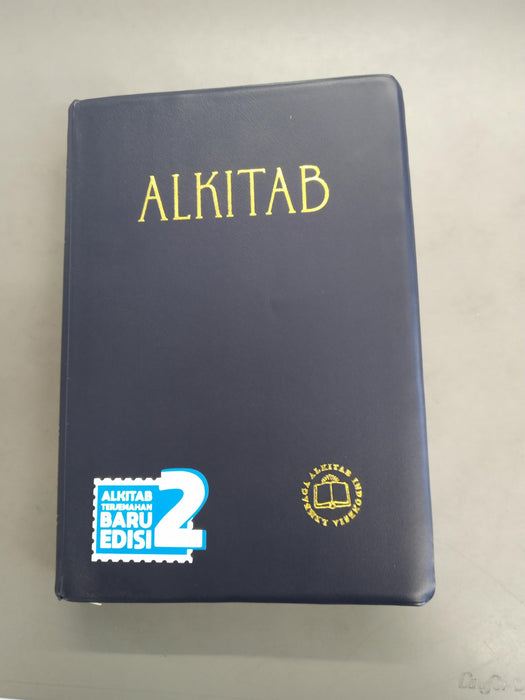 ALKITAB
ALKITAB
TERJEMAHAN
BARU
EDISI
2
LEMBAGA ALKITAB INDONESIA